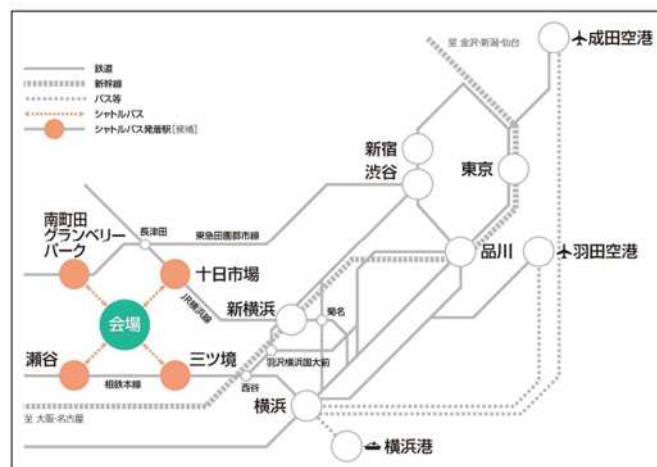 鉄道
新幹線
バス等
シャトルバス
シャトルバス発着駅[候補]
至 金沢・新潟・仙台
成田空港
新宿
渋谷
東京
南町田
グランベリー
パーク
長津田
東急田園都市線
品川
羽田空港
十日市場
JR横浜線
新横浜
菊名
会場
瀬谷
三ツ境
羽沢横浜国大前
相鉄本線
西谷
横浜
至 大阪・名古屋
横浜港